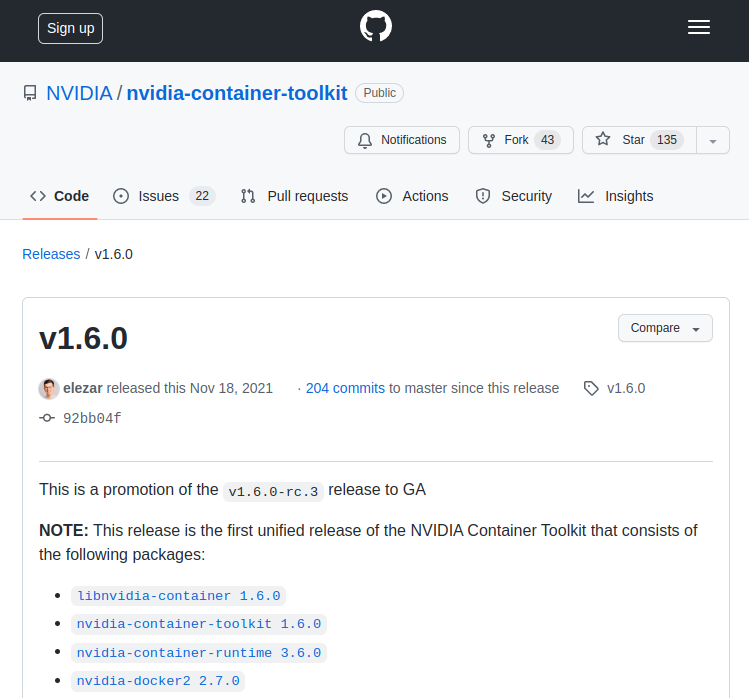 Sign up
NVIDIA / nvidia-container-toolkit Public
Notifications Fork 43 Star 135
Code Issues 22 Pull requests Actions Security Insights
Releases / v1.6.0
v1.6.0
Compare
elezar released this Nov 18, 2021 · 204 commits to master since this release v1.6.0
92bb04f
This is a promotion of the v1.6.0-rc.3 release to GA
NOTE: This release is the first unified release of the NVIDIA Container Toolkit that consists of
the following packages:
• libnvidia-container 1.6.0
• nvidia-container-toolkit 1.6.0
• nvidia-container-runtime 3.6.0
• nvidia-docker2 2.7.0